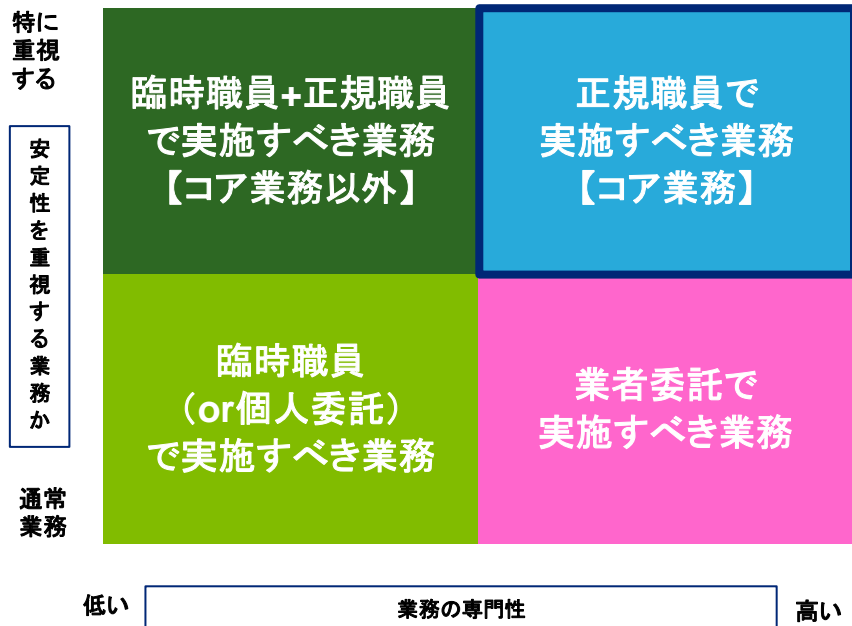 特に
重視
する
安定性を重視する業務か
通常
業務
臨時職員+正規職員
で実施すべき業務
【コア業務以外】
正規職員で
実施すべき業務
【コア業務】
臨時職員
（or個人委託）
で実施すべき業務
業者委託で
実施すべき業務
低い
業務の専門性
高い